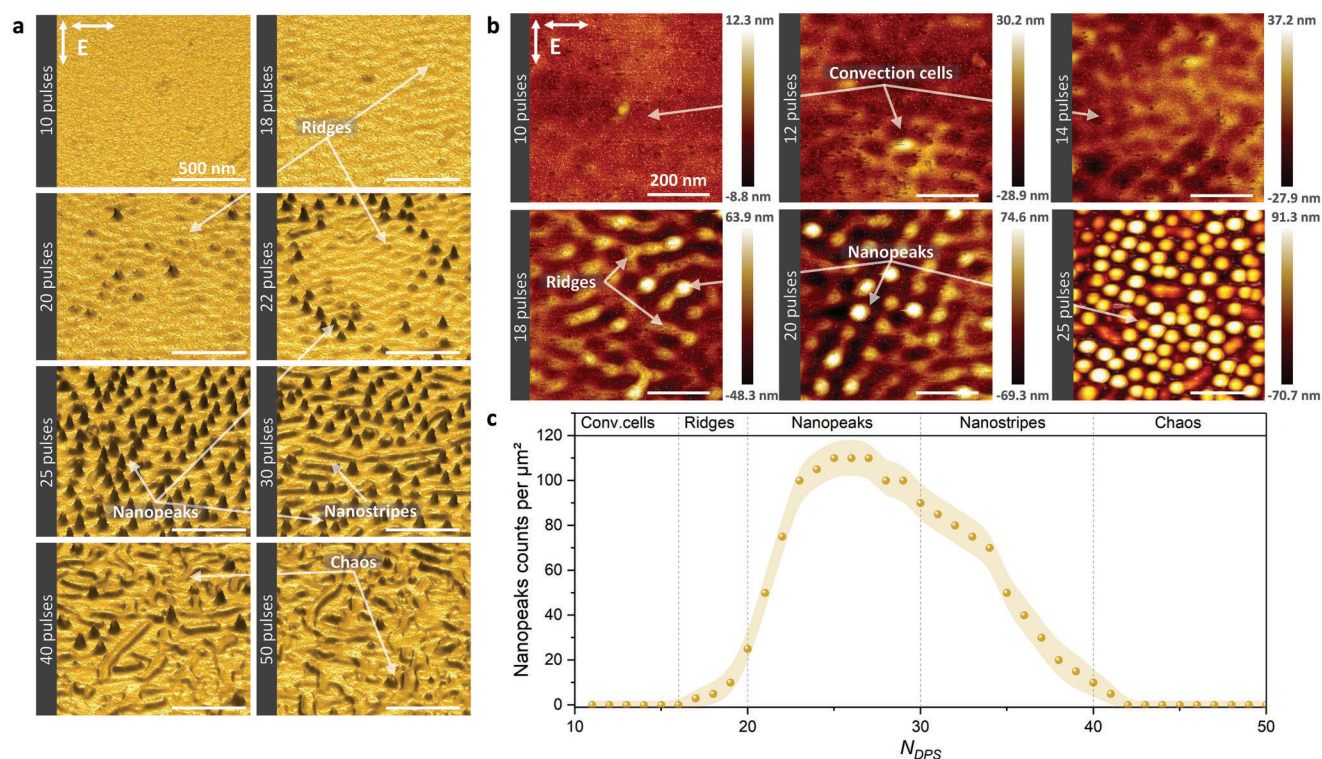 a
E
10 pulses
500 nm
18 pulses
Ridges
20 pulses
22 pulses
25 pulses
Nanopeaks
30 pulses
Nanostripes
40 pulses
Chaos
50 pulses
b
E
10 pulses
200 nm
12.3 nm
-8.8 nm
12 pulses
Convection cells
30.2 nm
-28.9 nm
14 pulses
37.2 nm
-27.9 nm
18 pulses
Ridges
63.9 nm
-48.3 nm
20 pulses
Nanopeaks
74.6 nm
-69.3 nm
25 pulses
91.3 nm
-70.7 nm
c
Conv.cells Ridges Nanopeaks Nanostripes Chaos
Nanopeaks counts per µm²
120
100
80
60
40
20
0
10 20 30 40 50
N_DPS